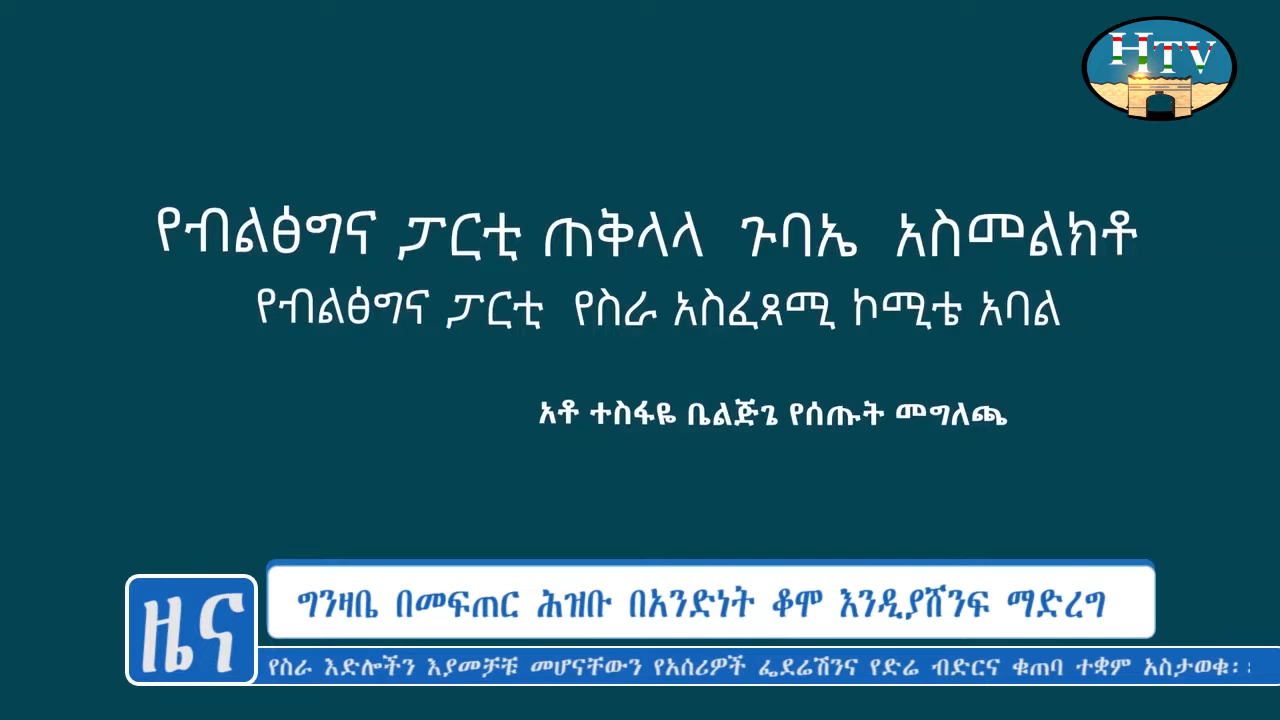 HTV
የብልፅግና ፓርቲ ጠቅላላ ጉባኤ አስመልክቶ
የብልፅግና ፓርቲ የስራ አስፈጻሚ ኮሚቴ አባል
አቶ ተስፋዬ ቤልጅጌ የሰጡት መግለጫ
ዜና
ግንዛቤ በመፍጠር ሕዝቡ በአንድነት ቆሞ እንዲያሸንፍ ማድረግ
የስራ እድሎችን እያመቻቹ መሆናቸውን የአሰሪዎች ፌደሬሽንና የድሬ ብድርና ቁጠባ ተቋም አስታወቁ፡፡